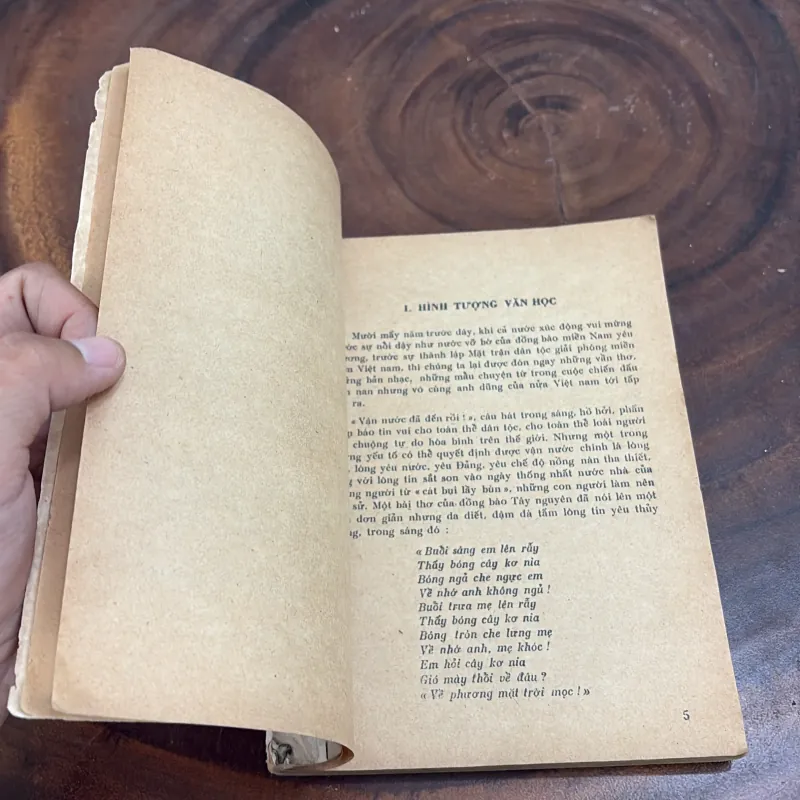 I. HÌNH TƯỢNG VĂN HỌC
Mười mấy năm trước đây, khi cả nước xúc động vui mừng
sự nổi dậy như nước vỡ bờ của đồng bào miền Nam yêu
trước sự thành lập Mặt trận dân tộc giải phóng miền
Việt nam, thì chúng ta lại được đón ngay những vần thơ,
bản nhạc, những mẩu chuyện từ trong cuộc chiến đấu
nan nhưng vô cùng anh dũng của nửa Việt nam tới tấp
ra.
« Vận nước đã đến rồi ! », câu hát trong sáng, hồ hởi, phấn
báo tin vui cho toàn thể dân tộc, cho toàn thể loài người
chuộng tự do hòa bình trên thế giới. Nhưng một trong
yếu tố có thể quyết định được vận nước chính là lòng
lòng yêu nước, yêu Đảng, yêu chế độ nồng nàn tha thiết,
với lòng tin sắt son vào ngày thống nhất nước nhà của
người từ « cát bụi lầy bùn », những con người làm nên
sử. Một bài thơ của đồng bào Tây nguyên đã nói lên một
đơn giản nhưng da diết, đậm đà tấm lòng tin yêu thủy
trong sáng đó :
« Buổi sáng em lên rẫy
Thấy bóng cây kơ nia
Bóng ngả che ngực em
Về nhớ anh không ngủ !
Buổi trưa mẹ lên rẫy
Thấy bóng cây kơ nia
Bóng tròn che lưng mẹ
Về nhớ anh, mẹ khóc !
Em hỏi cây kơ nia
Gió mày thổi về đâu ?
« Về phương mặt trời mọc ! »
5